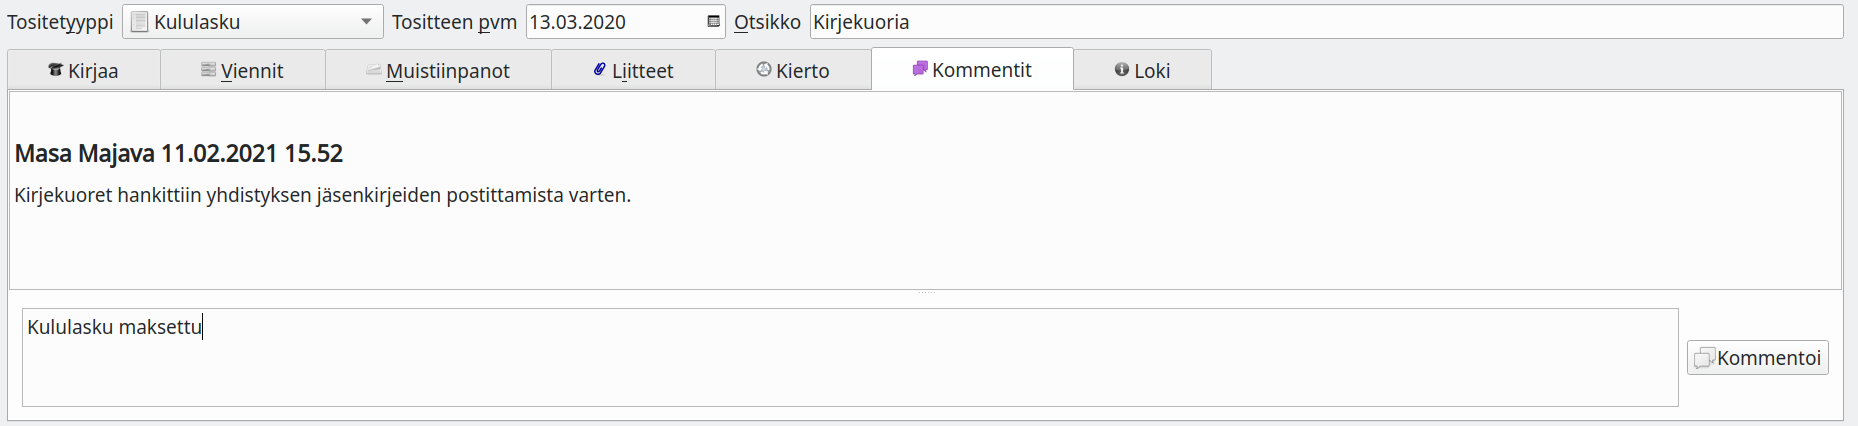 Tositetyyppi Kululasku Tositteen pvm 13.03.2020 Otsikko Kirjekuoria
Kirjaa Viennit Muistiinpanot Liitteet Kierto Kommentit Loki
Masa Majava 11.02.2021 15.52
Kirjekuoret hankittiin yhdistyksen jäsenkirjeiden postittamista varten.
Kululasku maksettu
Kommentoi